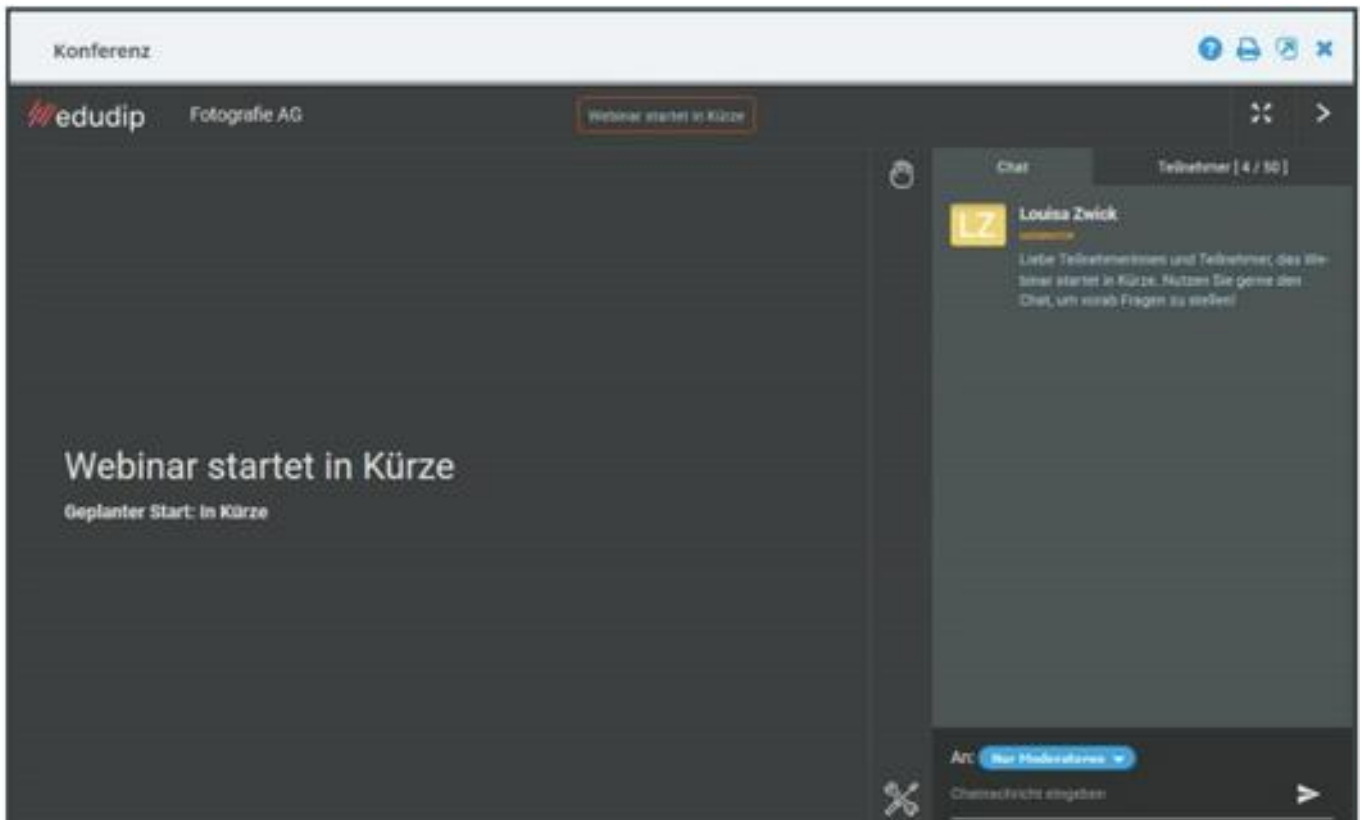 Konferenz
edudip
Fotografie AG
Webinar startet in Kürze
Chat
Teilnehmer [ 4 / 50 ]
LZ
Louisa Zwick
Liebe Teilnehmerinnen und Teilnehmer, das We-
binar startet in Kürze. Nutzen Sie gerne den
Chat, um vorab Fragen zu stellen!
Webinar startet in Kürze
Geplanter Start: In Kürze
An: Nur Moderatoren
Chatnachricht eingeben